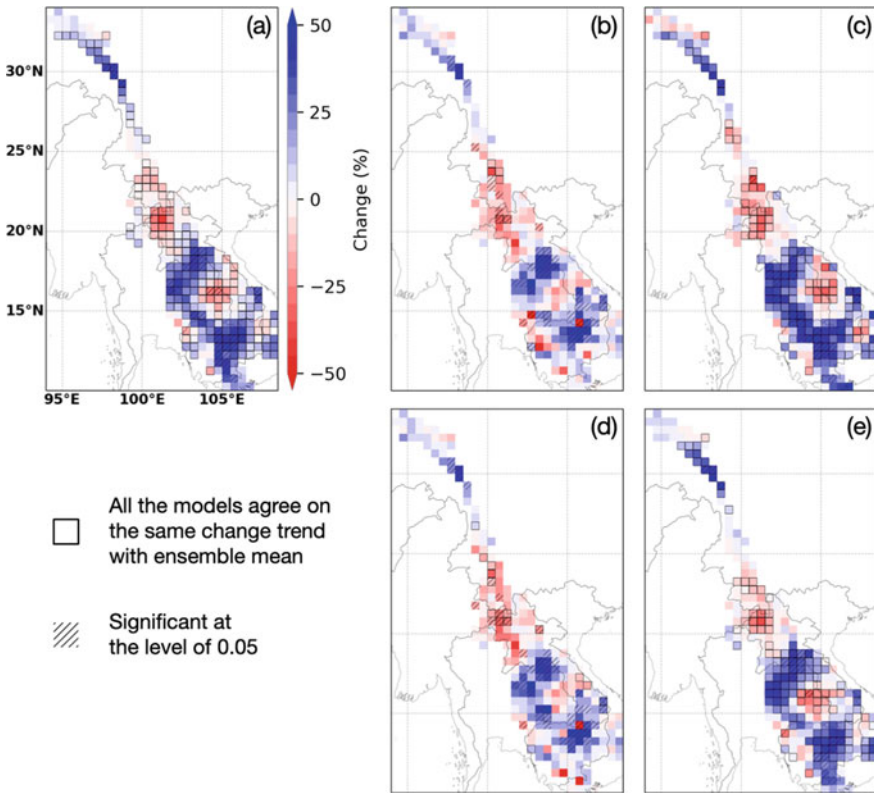 (a)
(b)
(c)
50
25
0
−25
−50
Change (%)
30°N
25°N
20°N
15°N
95°E 100°E 105°E
(d)
(e)
All the models agree on
the same change trend
with ensemble mean
Significant at
the level of 0.05